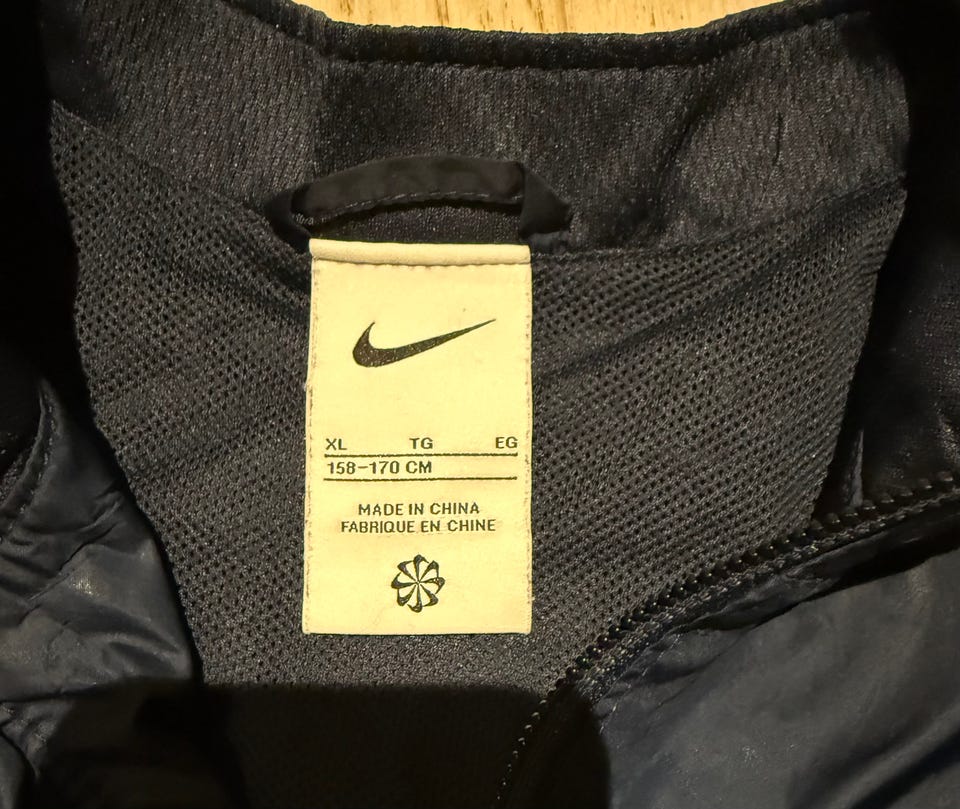 XL TG EG
158-170 CM
MADE IN CHINA
FABRIQUE EN CHINE